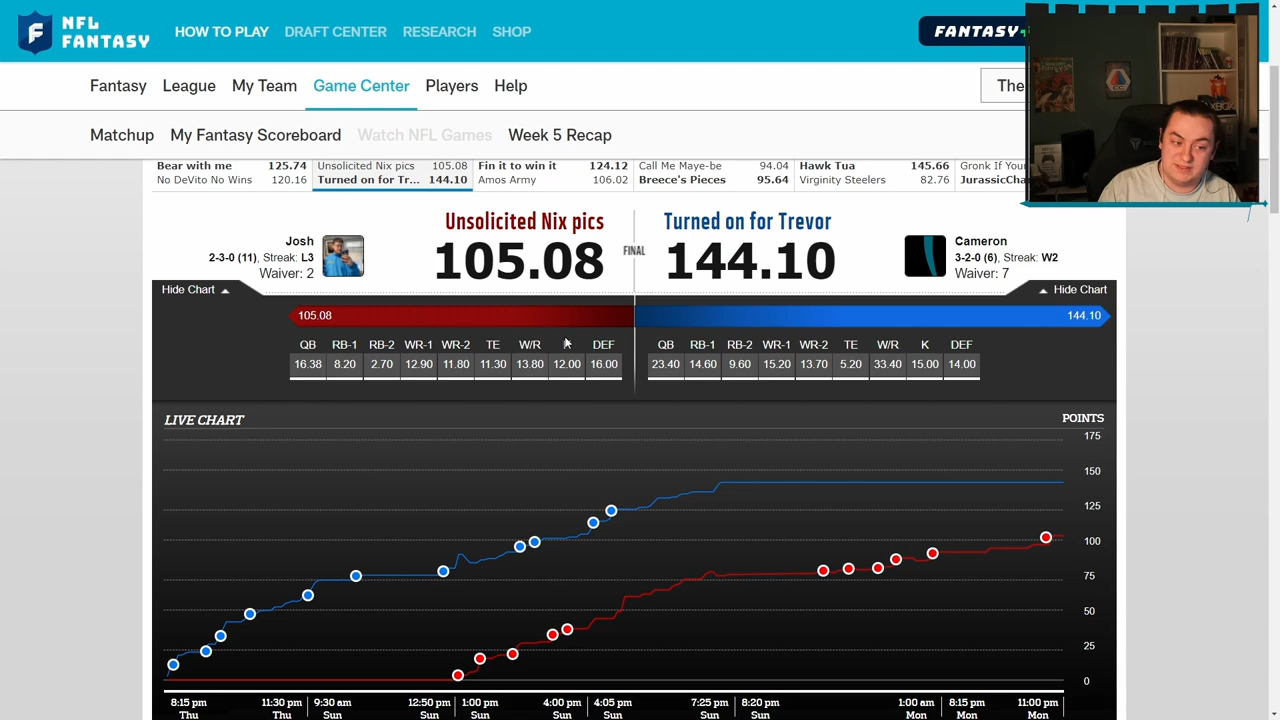 NFL
FANTASY
HOW TO PLAY DRAFT CENTER RESEARCH SHOP
FANTASY+
Fantasy League My Team Game Center Players Help
The
Matchup My Fantasy Scoreboard Watch NFL Games Week 5 Recap
Bear with me 125.74 Unsolicited Nix pics 105.08 Fin it to win it 124.12 Call Me Maye-be 94.04 Hawk Tua 145.66 Gronk If Your
No DeVito No Wins 120.16 Turned on for Tr... 144.10 Amos Army 106.02 Breece's Pieces 95.64 Virginity Steelers 82.76 JurassicCha
Unsolicited Nix pics Turned on for Trevor
Josh
2-3-0 (11), Streak: L3
Waiver: 2
105.08 FINAL 144.10
Cameron
3-2-0 (6), Streak: W2
Waiver: 7
Hide Chart Hide Chart
105.08 144.10
QB RB-1 RB-2 WR-1 WR-2 TE W/R K DEF QB RB-1 RB-2 WR-1 WR-2 TE W/R K DEF
16.38 8.20 2.70 12.90 11.80 11.30 13.80 12.00 16.00 23.40 14.60 9.60 15.20 13.70 5.20 33.40 15.00 14.00
LIVE CHART POINTS
175
150
125
100
75
50
25
0
8:15 pm 11:30 pm 9:30 am 12:50 pm 1:00 pm 4:00 pm 4:05 pm 7:25 pm 8:20 pm 1:00 am 8:15 pm 11:00 pm
Thu Thu Sun Sun Sun Sun Sun Sun Sun Mon Mon Mon
XBOX